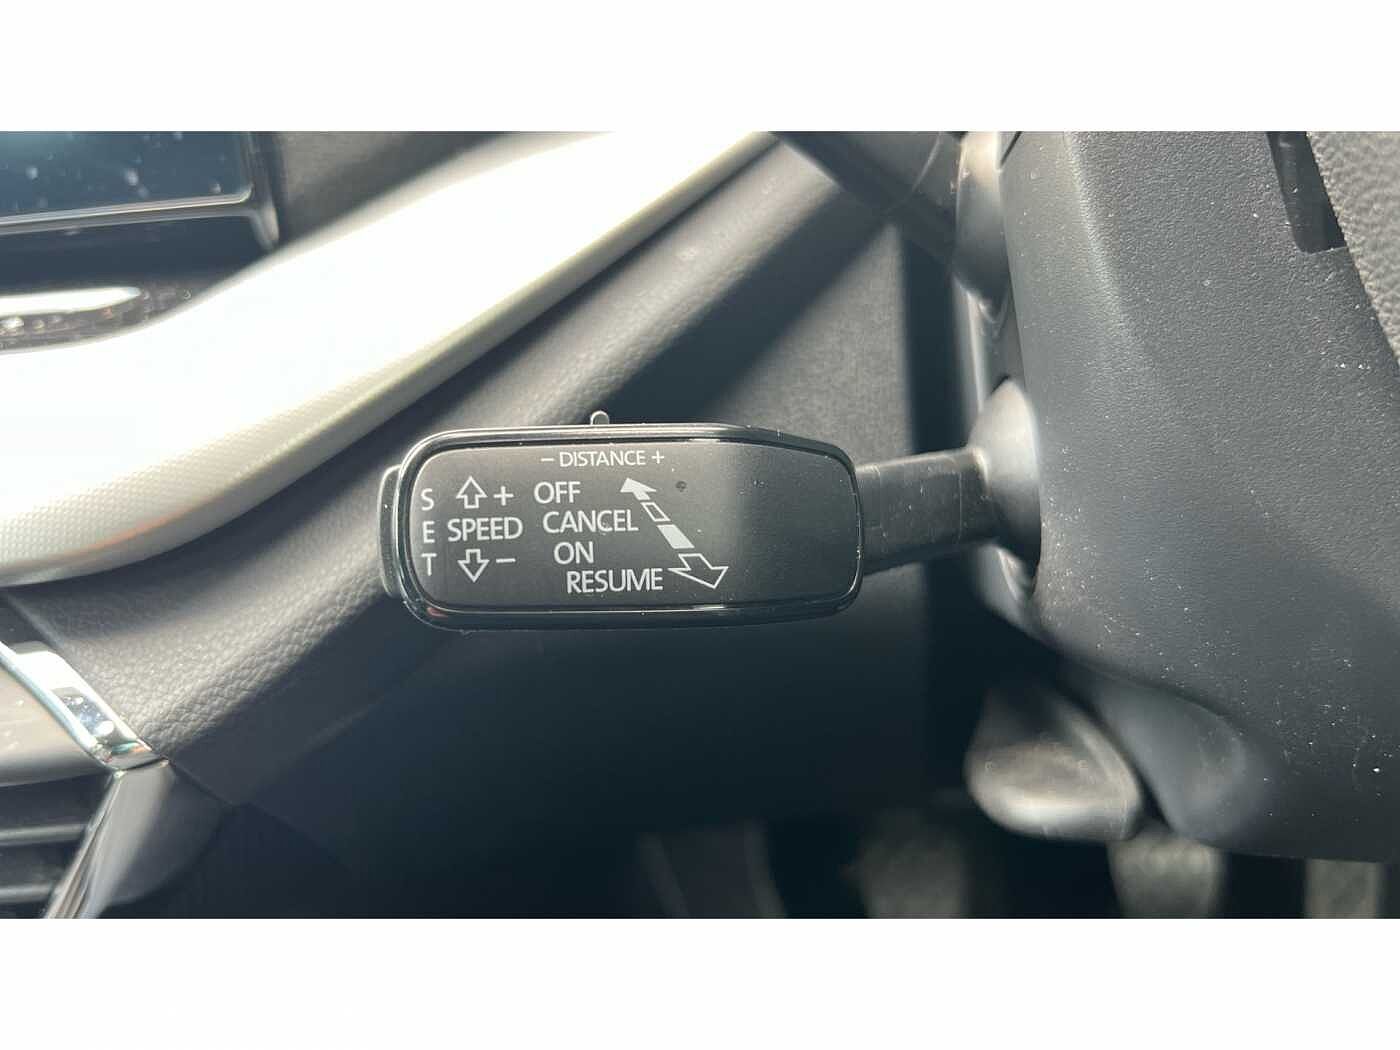 – DISTANCE +
S + OFF
E SPEED CANCEL
T – ON
RESUME